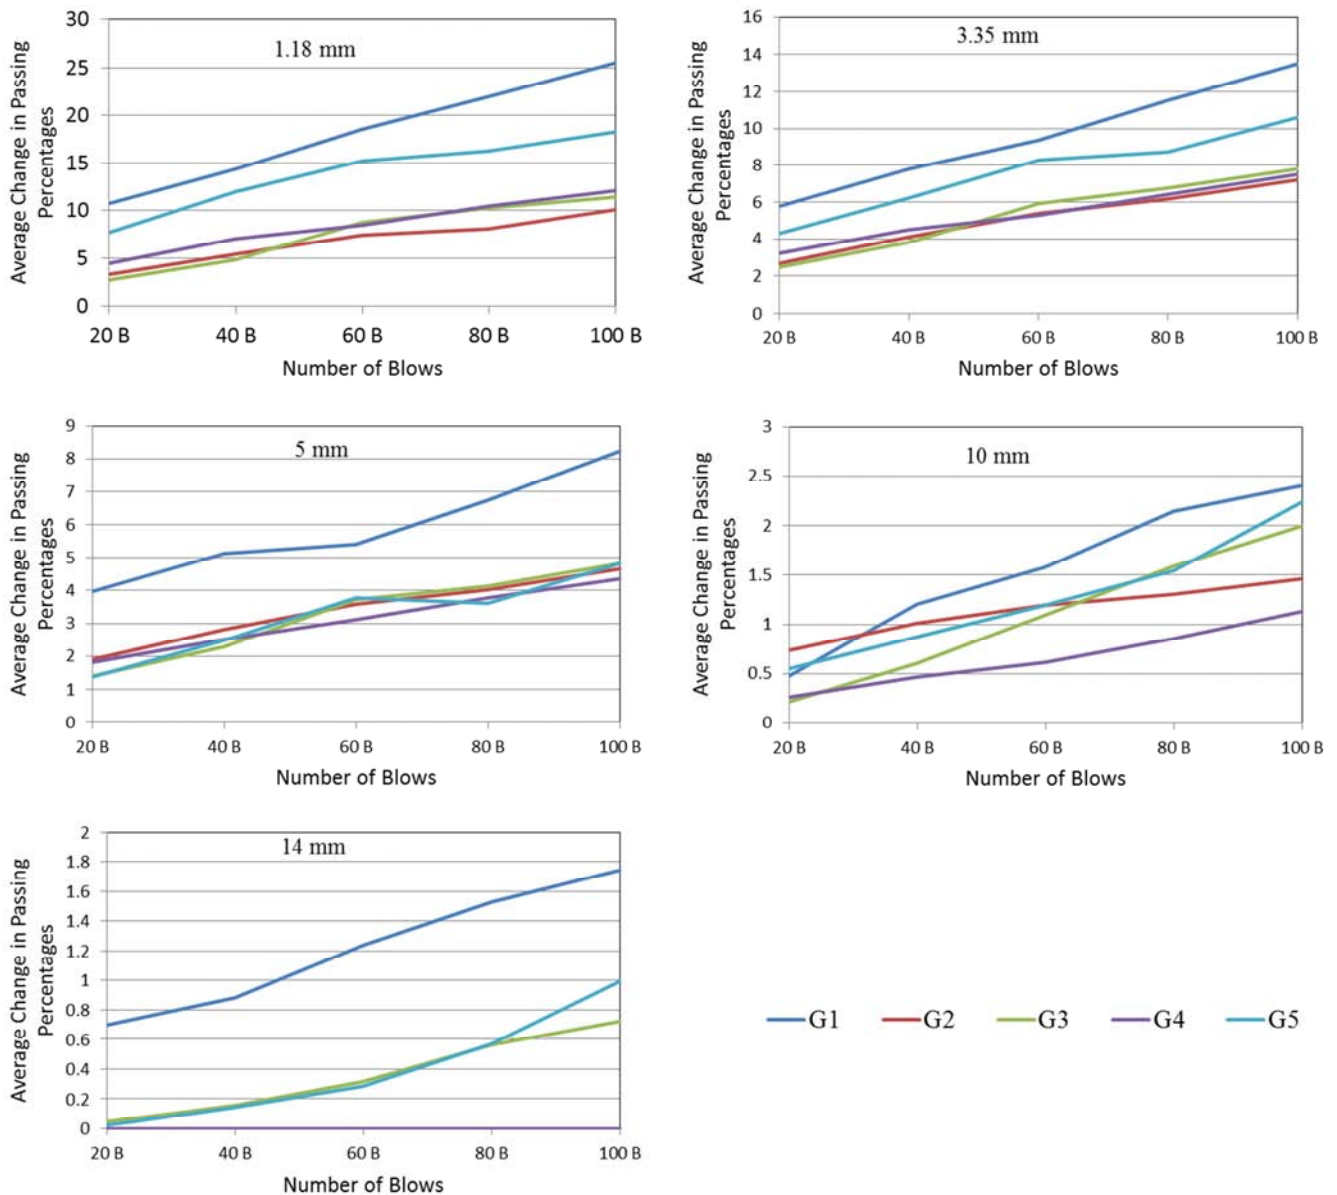 1.18 mm
Average Change in Passing
Percentages
30
25
20
15
10
5
0
20 B 40 B 60 B 80 B 100 B
Number of Blows
3.35 mm
Average Change in Passing
Percentages
16
14
12
10
8
6
4
2
0
20 B 40 B 60 B 80 B 100 B
Number of Blows
5 mm
Average Change in Passing
Percentages
9
8
7
6
5
4
3
2
1
0
20 B 40 B 60 B 80 B 100 B
Number of Blows
10 mm
Average Change in Passing
Percentages
3
2.5
2
1.5
1
0.5
0
20 B 40 B 60 B 80 B 100 B
Number of Blows
14 mm
Average Change in Passing
Percentages
2
1.8
1.6
1.4
1.2
1
0.8
0.6
0.4
0.2
0
20 B 40 B 60 B 80 B 100 B
Number of Blows
G1 G2 G3 G4 G5